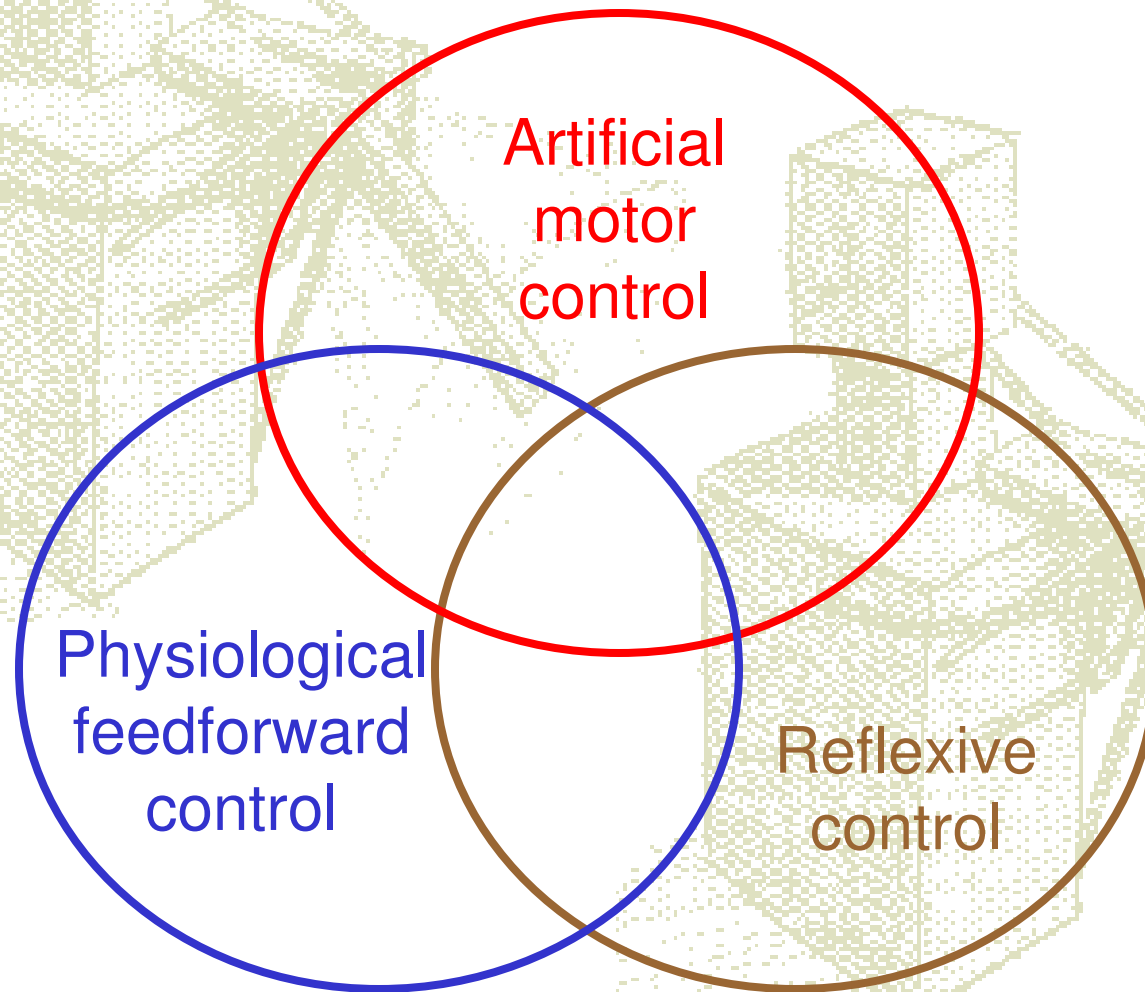 Artificial
motor
control
Physiological
feedforward
control
Reflexive
control